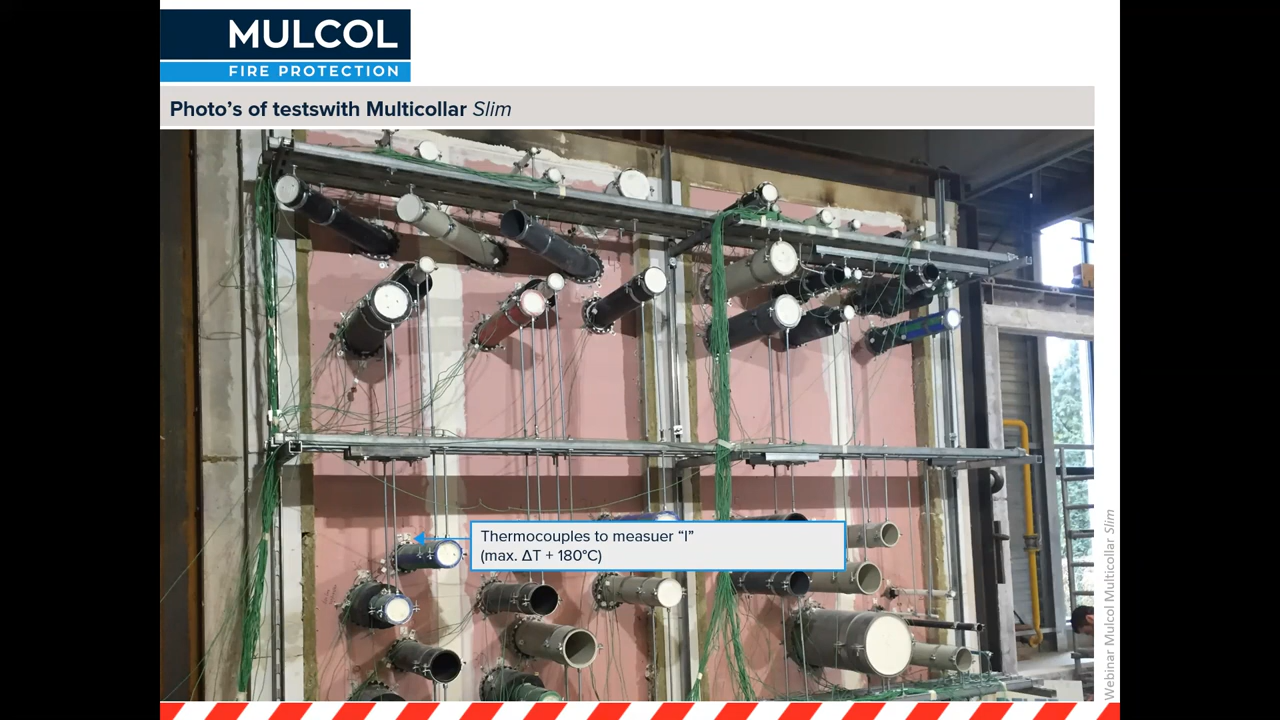 MULCOL
FIRE PROTECTION
Photo's of testswith Multicollar Slim
Thermocouples to measuer "I"
(max. ΔT + 180°C)
Webinar Mulcol Multicollar Slim